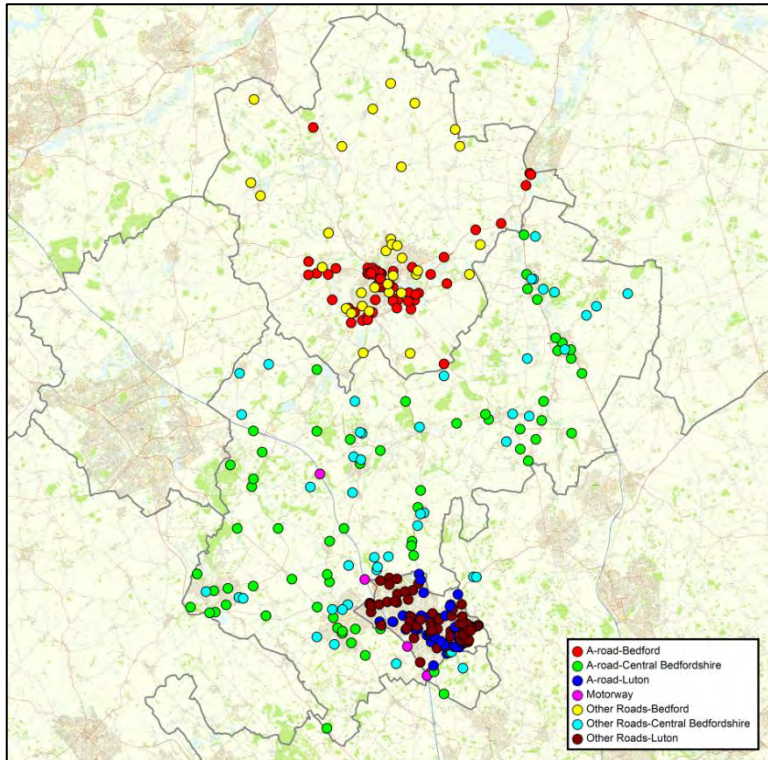 A-road-Bedford
A-road-Central Bedfordshire
A-road-Luton
Motorway
Other Roads-Bedford
Other Roads-Central Bedfordshire
Other Roads-Luton